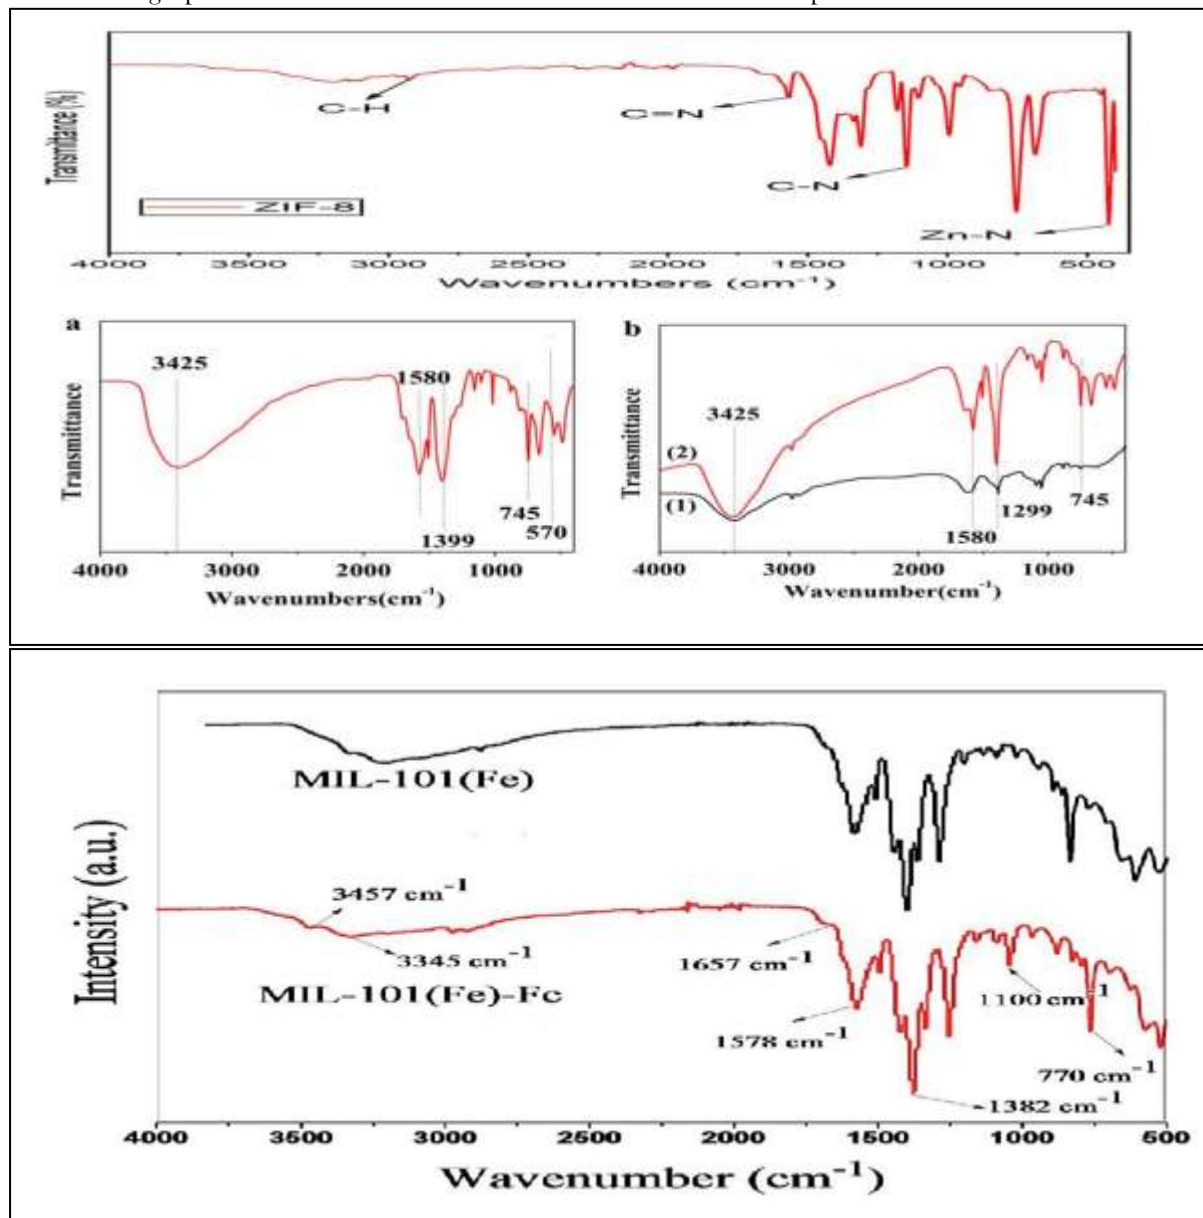 C-H
C=N
C-N
Zn-N
ZIF-8
Transmittance (%)
4000 3500 3000 2500 2000 1500 1000 500
Wavenumbers (cm⁻¹)
a
3425
1580
1399
745
570
Transmittance
4000 3000 2000 1000
Wavenumbers(cm⁻¹)
b
3425
(2)
(1)
1299
745
1580
Transmittance
4000 3000 2000 1000
Wavenumber(cm⁻¹)
MIL-101(Fe)
3457 cm⁻¹
3345 cm⁻¹
MIL-101(Fe)-Fc
1657 cm⁻¹
1578 cm⁻¹
1100 cm⁻¹
770 cm⁻¹
1382 cm⁻¹
Intensity (a.u.)
4000 3500 3000 2500 2000 1500 1000 500
Wavenumber (cm⁻¹)